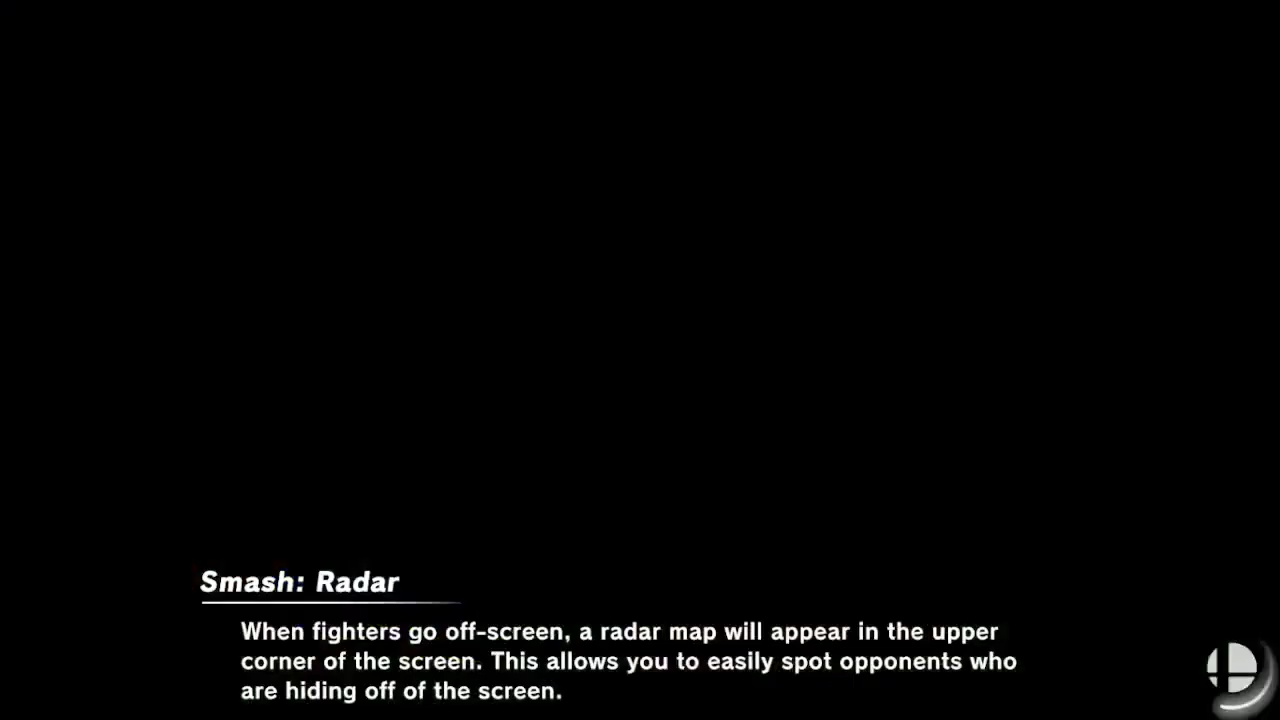 Smash: Radar
When fighters go off-screen, a radar map will appear in the upper
corner of the screen. This allows you to easily spot opponents who
are hiding off of the screen.